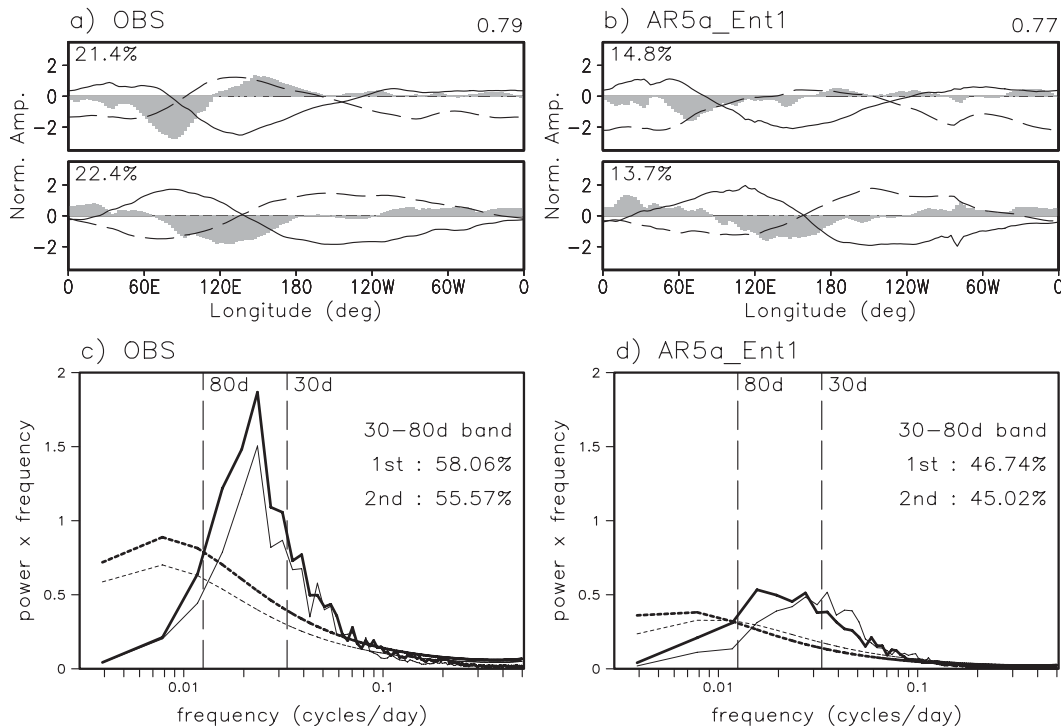 a) OBS 0.79
b) AR5a_Ent1 0.77
21.4%
14.8%
2
0
−2
2
0
−2
22.4%
13.7%
2
0
−2
2
0
−2
Norm. Amp.
Norm. Amp.
0 60E 120E 180 120W 60W 0
0 60E 120E 180 120W 60W 0
Longitude (deg)
Longitude (deg)
c) OBS
d) AR5a_Ent1
2
1.5
1
0.5
0
80d 30d
30−80d band
1st : 58.06%
2nd : 55.57%
power x frequency
0.01 0.1
frequency (cycles/day)
2
1.5
1
0.5
0
80d 30d
30−80d band
1st : 46.74%
2nd : 45.02%
power x frequency
0.01 0.1
frequency (cycles/day)